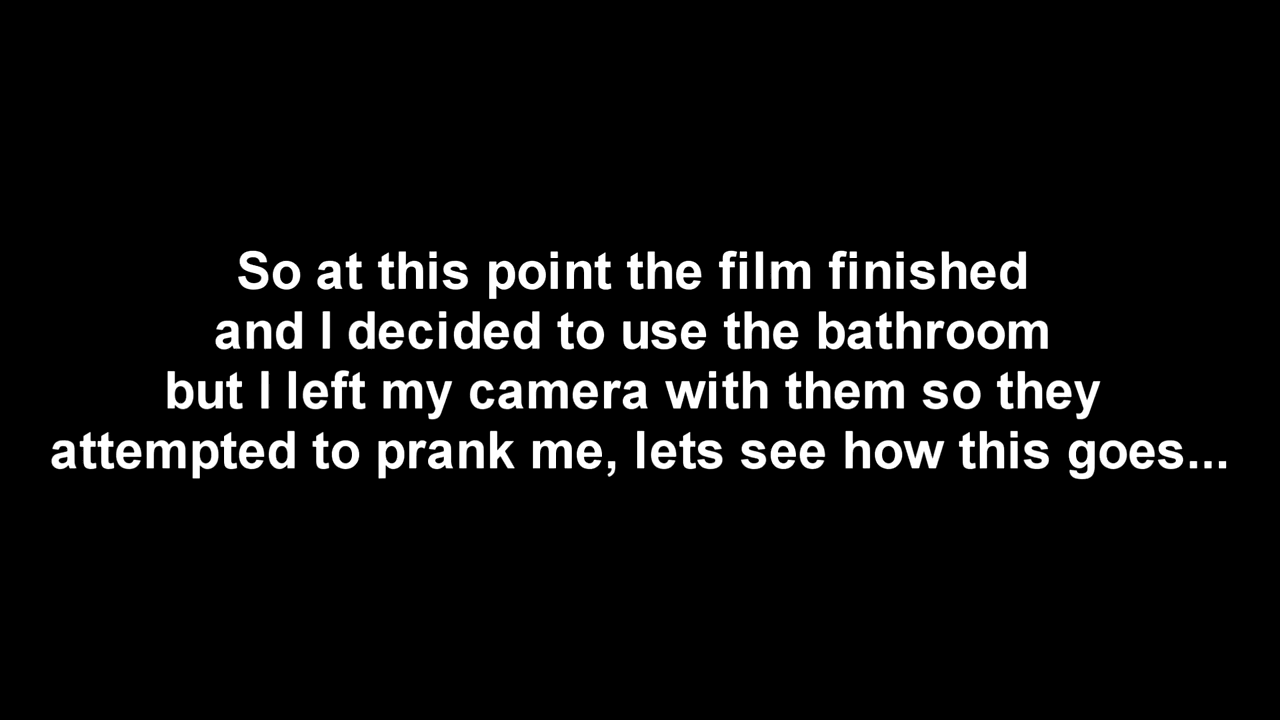 So at this point the film finished
and I decided to use the bathroom
but I left my camera with them so they
attempted to prank me, lets see how this goes...